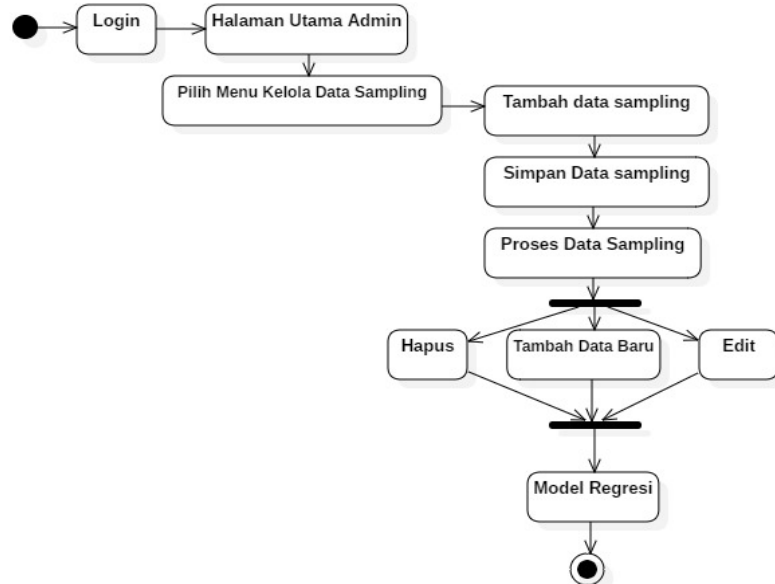 Login
Halaman Utama Admin
Pilih Menu Kelola Data Sampling
Tambah data sampling
Simpan Data sampling
Proses Data Sampling
Hapus
Tambah Data Baru
Edit
Model Regresi